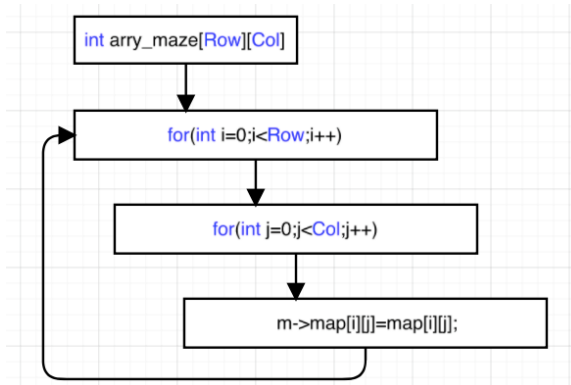 int arry_maze[Row][Col]
for(int i=0;i<Row;i++)
for(int j=0;j<Col;j++)
m->map[i][j]=map[i][j];